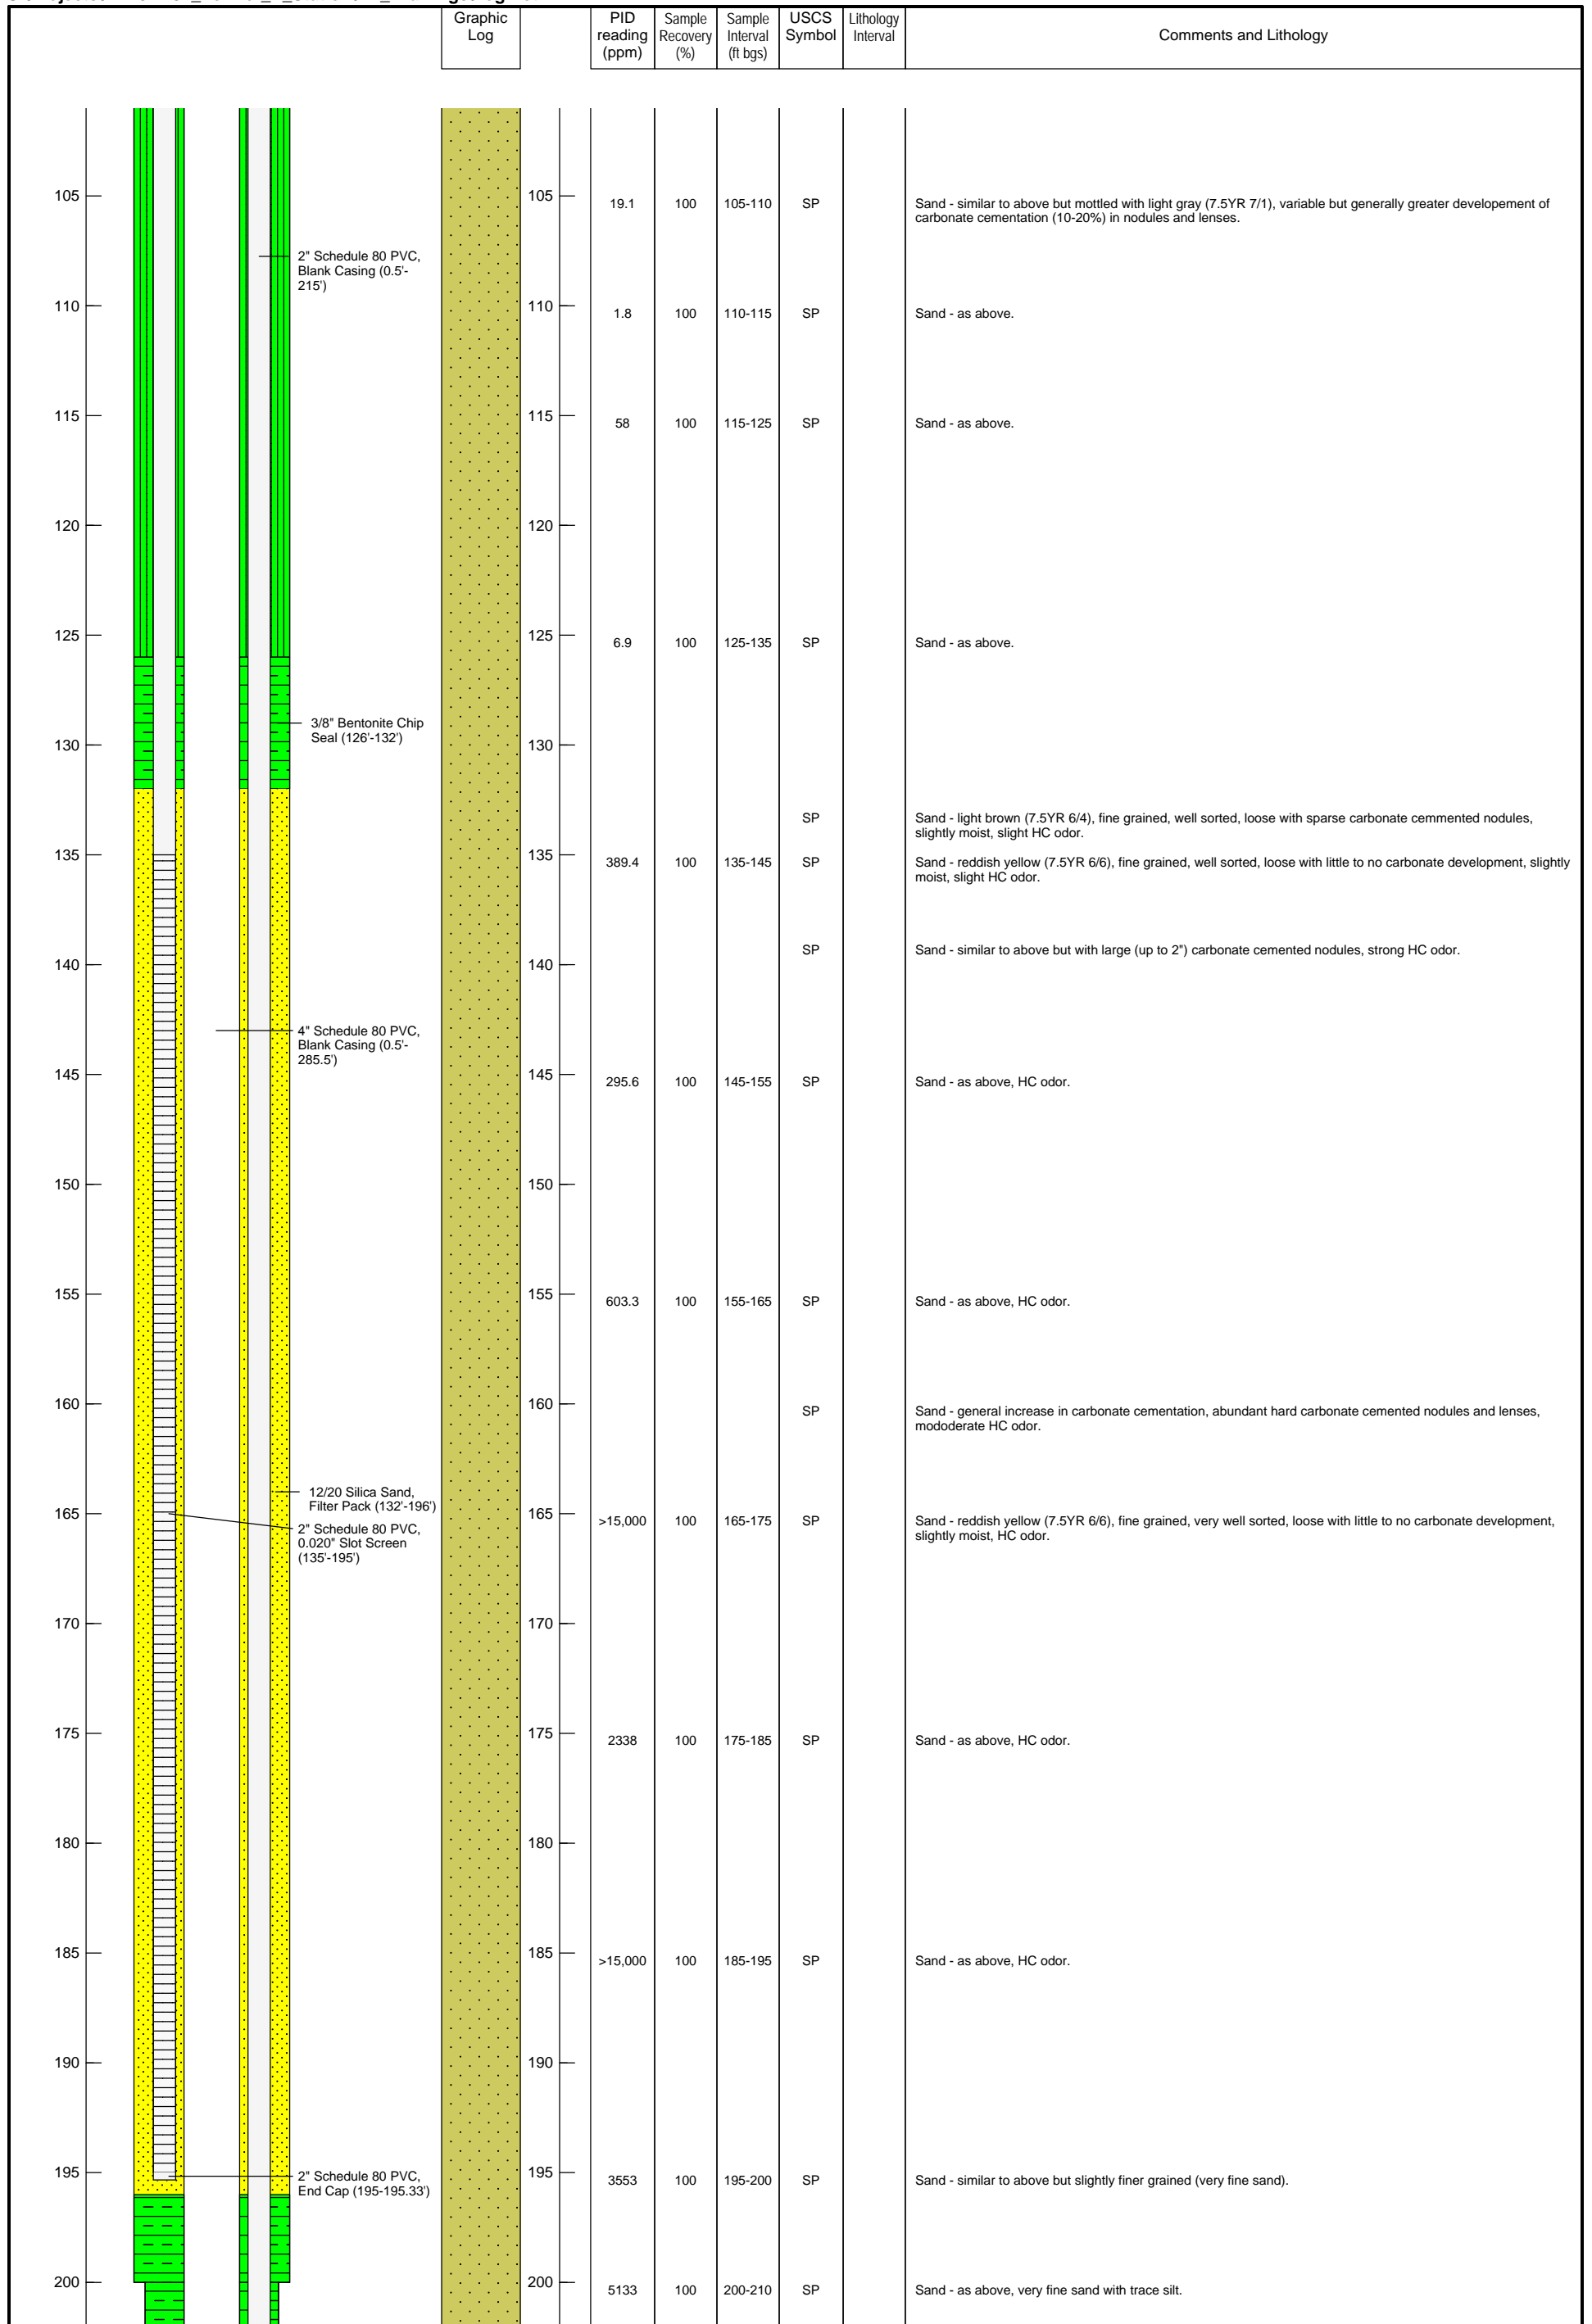 Graphic
Log
PID
reading
(ppm)
Sample
Recovery
(%)
Sample
Interval
(ft bgs)
USCS
Symbol
Lithology
Interval
Comments and Lithology
105
105
19.1 100 105-110 SP
Sand - similar to above but mottled with light gray (7.5YR 7/1), variable but generally greater developement of
carbonate cementation (10-20%) in nodules and lenses.
2" Schedule 80 PVC,
Blank Casing (0.5'-
215')
110
110
1.8 100 110-115 SP Sand - as above.
115
115
58 100 115-125 SP Sand - as above.
120
120
125
125
6.9 100 125-135 SP Sand - as above.
3/8" Bentonite Chip
Seal (126'-132')
130
130
SP Sand - light brown (7.5YR 6/4), fine grained, well sorted, loose with sparse carbonate cemmented nodules,
slightly moist, slight HC odor.
135
135
389.4 100 135-145 SP Sand - reddish yellow (7.5YR 6/6), fine grained, well sorted, loose with little to no carbonate development, slightly
moist, slight HC odor.
140
140
SP Sand - similar to above but with large (up to 2") carbonate cemented nodules, strong HC odor.
4" Schedule 80 PVC,
Blank Casing (0.5'-
285.5')
145
145
295.6 100 145-155 SP Sand - as above, HC odor.
150
150
155
155
603.3 100 155-165 SP Sand - as above, HC odor.
160
160
SP Sand - general increase in carbonate cementation, abundant hard carbonate cemented nodules and lenses,
mododerate HC odor.
12/20 Silica Sand,
Filter Pack (132'-196')
165
165
>15,000 100 165-175 SP Sand - reddish yellow (7.5YR 6/6), fine grained, very well sorted, loose with little to no carbonate development,
slightly moist, HC odor.
2" Schedule 80 PVC,
0.020" Slot Screen
(135'-195')
170
170
175
175
2338 100 175-185 SP Sand - as above, HC odor.
180
180
185
185
>15,000 100 185-195 SP Sand - as above, HC odor.
190
190
195
195
2" Schedule 80 PVC,
End Cap (195-195.33')
3553 100 195-200 SP Sand - similar to above but slightly finer grained (very fine sand).
200
200
5133 100 200-210 SP Sand - as above, very fine sand with trace silt.